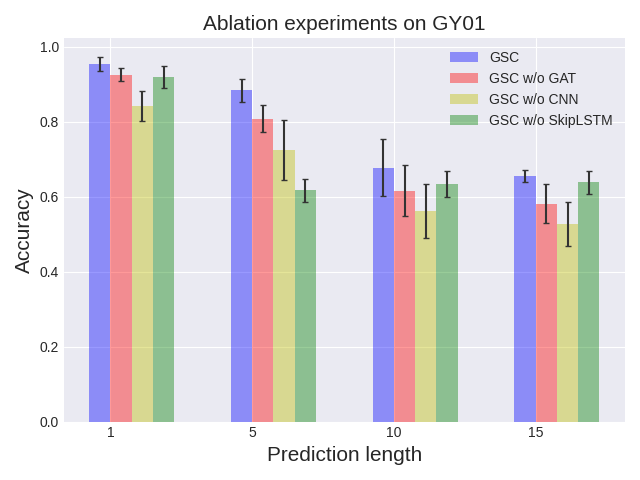 Ablation experiments on GY01
GSC
GSC w/o GAT
GSC w/o CNN
GSC w/o SkipLSTM
Accuracy
1.0
0.8
0.6
0.4
0.2
0.0
1 5 10 15
Prediction length